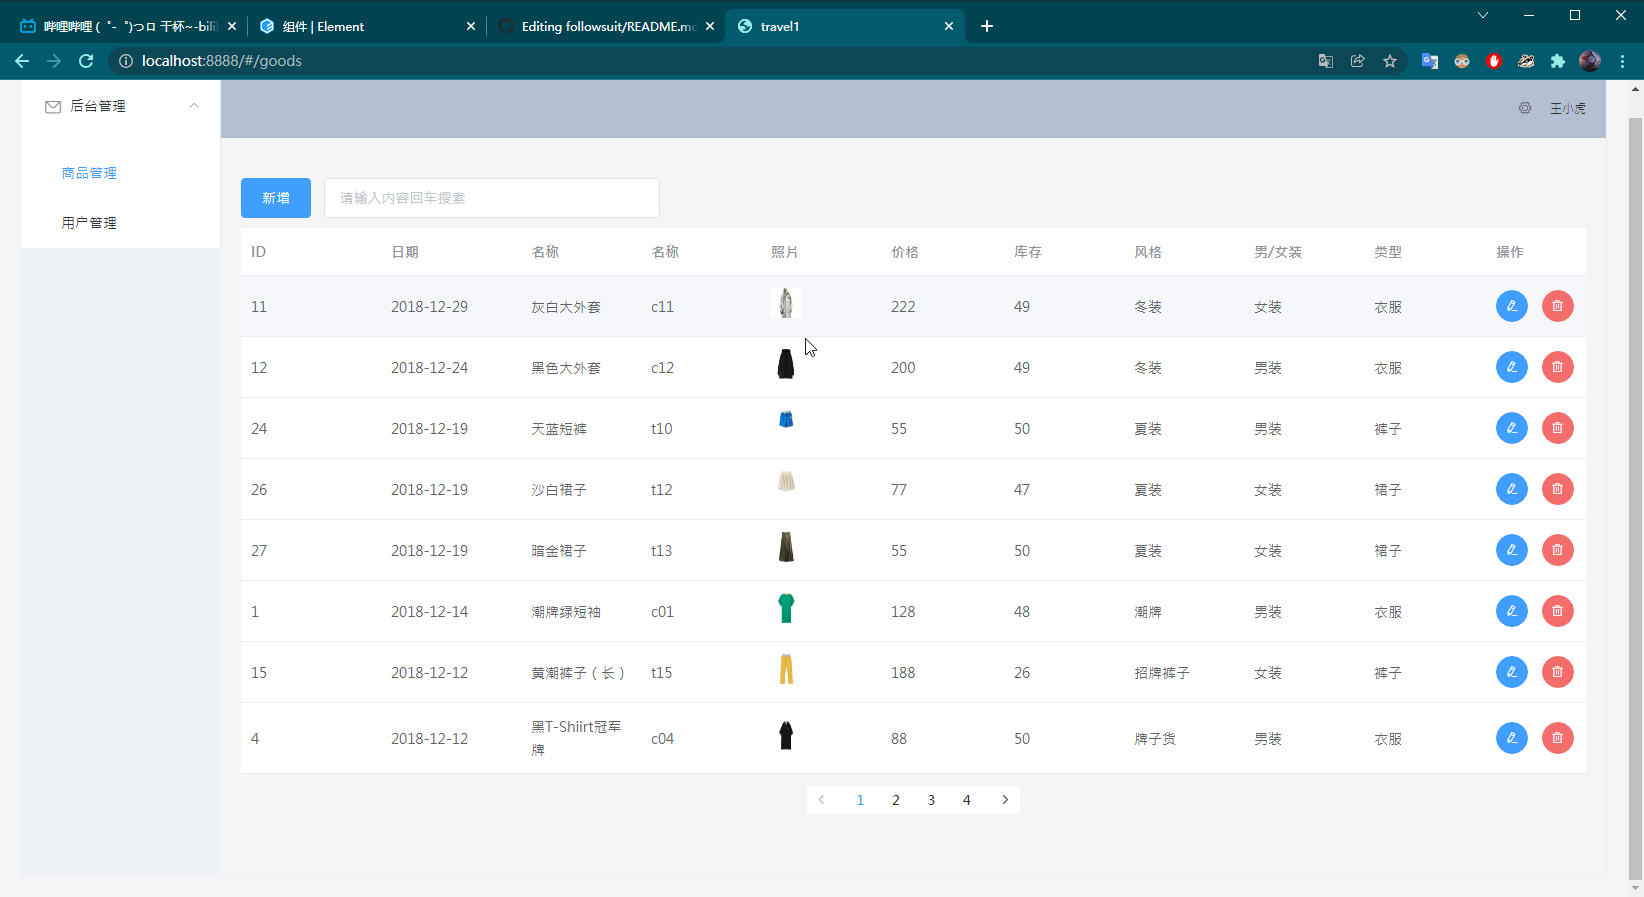 哔哩哔哩 (゜-゜)つロ 干杯~-bili
组件 | Element
Editing followsuit/README.md
travel1
localhost:8888/#/goods
后台管理
王小虎
商品管理
用户管理
新增 请输入内容回车搜索
ID 日期 名称 名称 照片 价格 库存 风格 男/女装 类型 操作
11 2018-12-29 灰白大外套 c11 222 49 冬装 女装 衣服
12 2018-12-24 黑色大外套 c12 200 49 冬装 男装 衣服
24 2018-12-19 天蓝短裤 t10 55 50 夏装 男装 裤子
26 2018-12-19 沙白裙子 t12 77 47 夏装 女装 裙子
27 2018-12-19 暗金裙子 t13 55 50 夏装 女装 裙子
1 2018-12-14 潮牌绿短袖 c01 128 48 潮牌 男装 衣服
15 2018-12-12 黄潮裤子（长） t15 188 26 招牌裤子 女装 裤子
4 2018-12-12 黑T-Shiirt冠军牌 c04 88 50 牌子货 男装 衣服
1 2 3 4